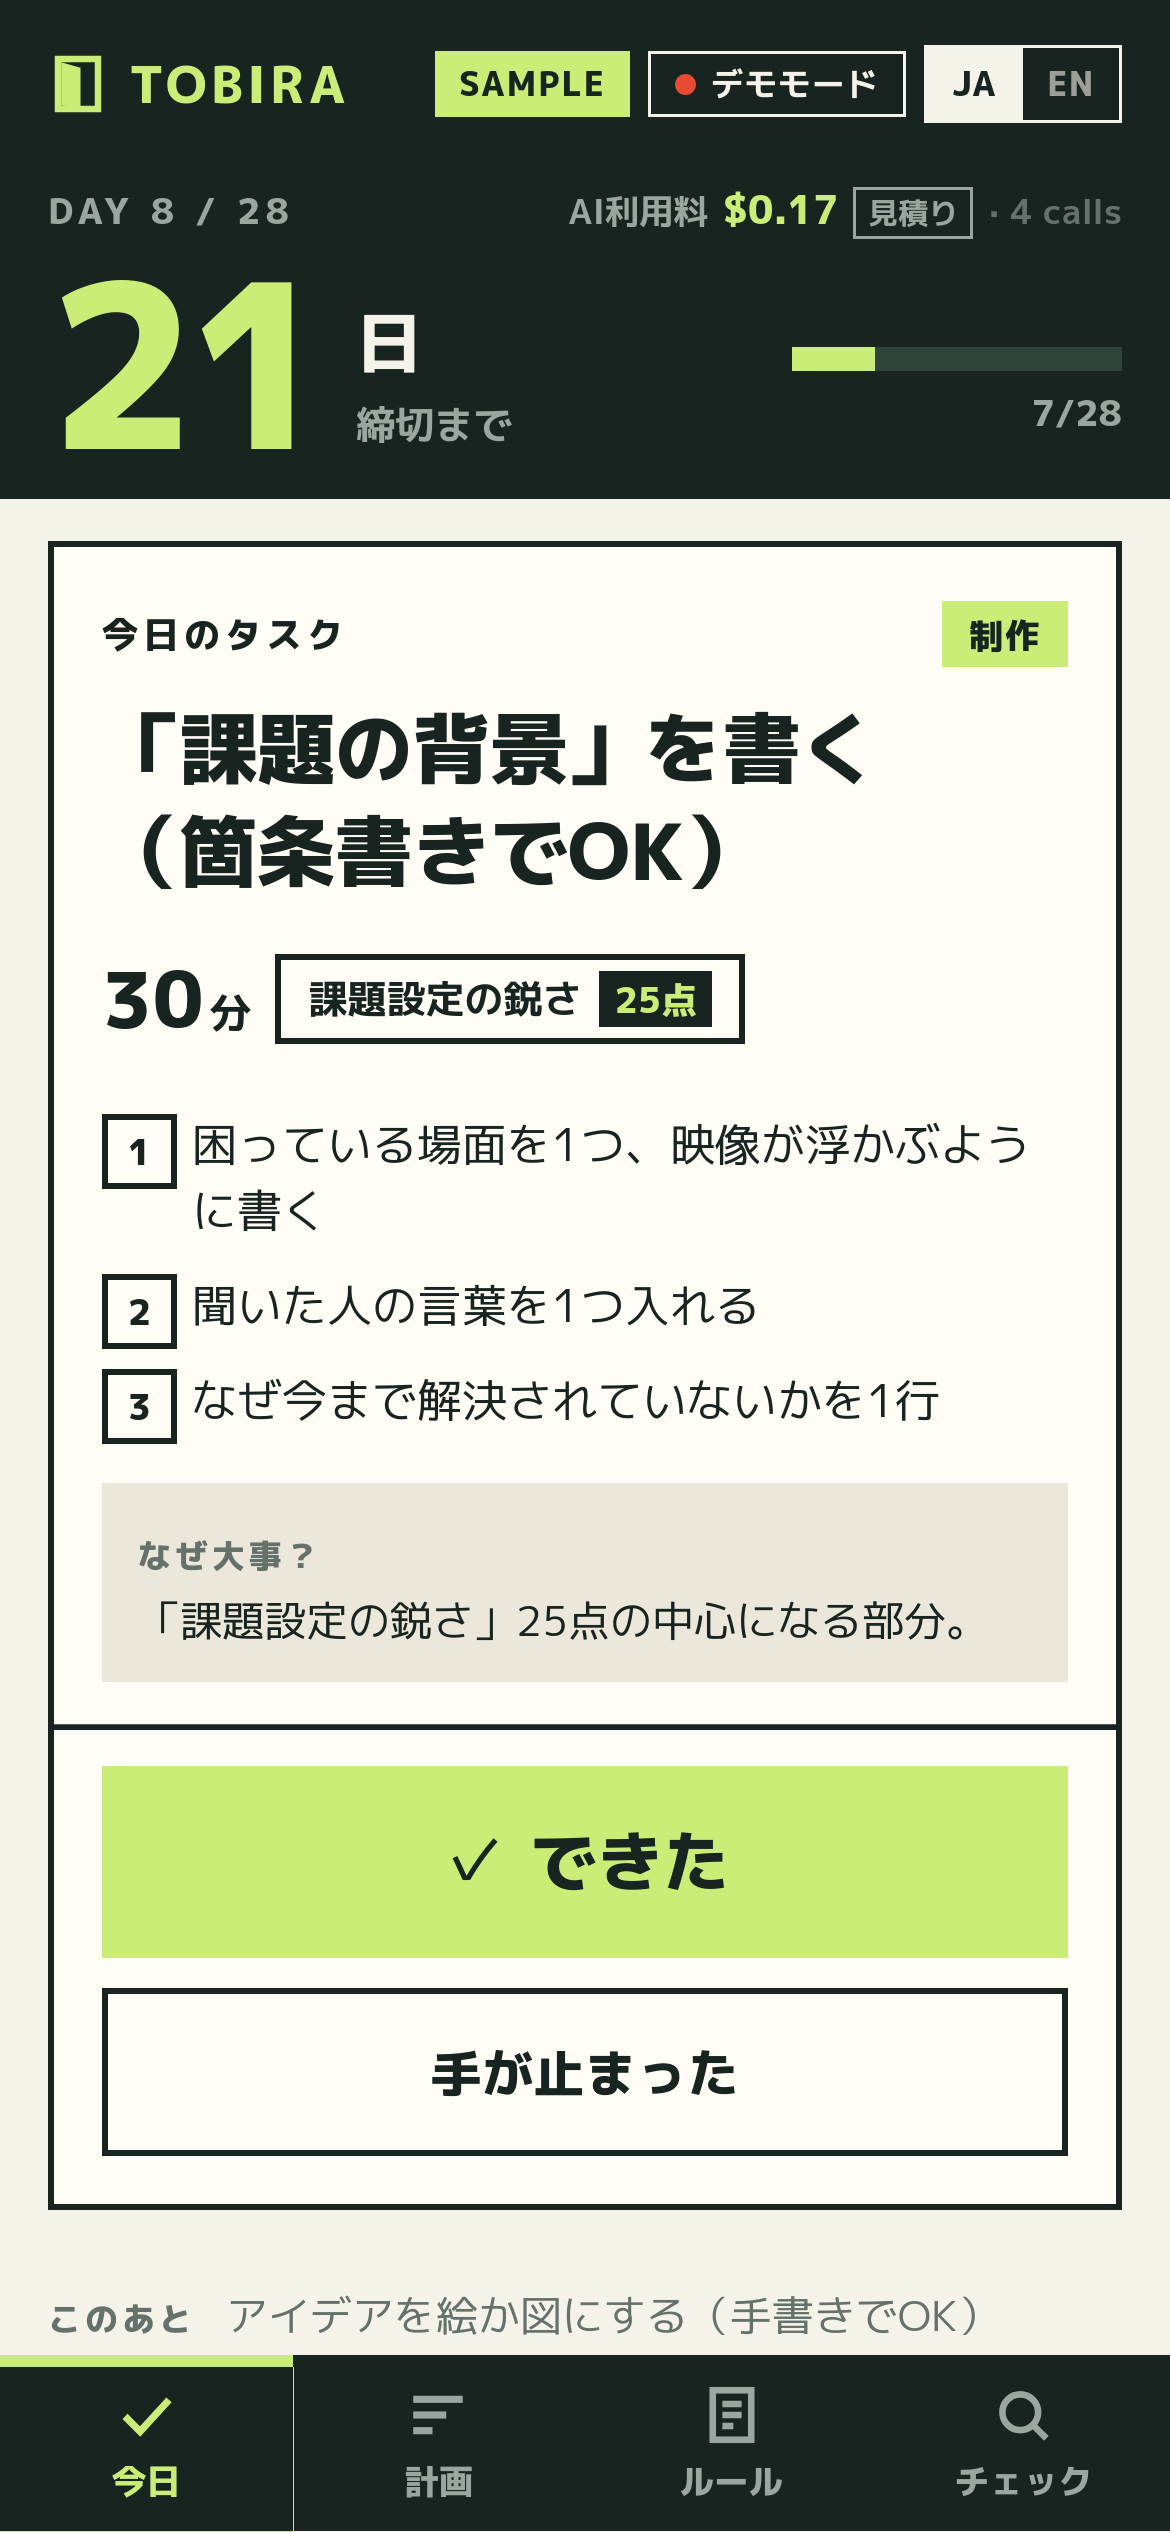 TOBIRA
SAMPLE
デモモード
JA
EN
DAY 8 / 28
AI利用料 $0.17 見積り · 4 calls
21
日
締切まで
7/28
今日のタスク
制作
「課題の背景」を書く
（箇条書きでOK）
30分
課題設定の鋭さ 25点
1 困っている場面を1つ、映像が浮かぶよう
に書く
2 聞いた人の言葉を1つ入れる
3 なぜ今まで解決されていないかを1行
なぜ大事？
「課題設定の鋭さ」25点の中心になる部分。
✓ できた
手が止まった
このあと アイデアを絵か図にする（手書きでOK）
今日
計画
ルール
チェック